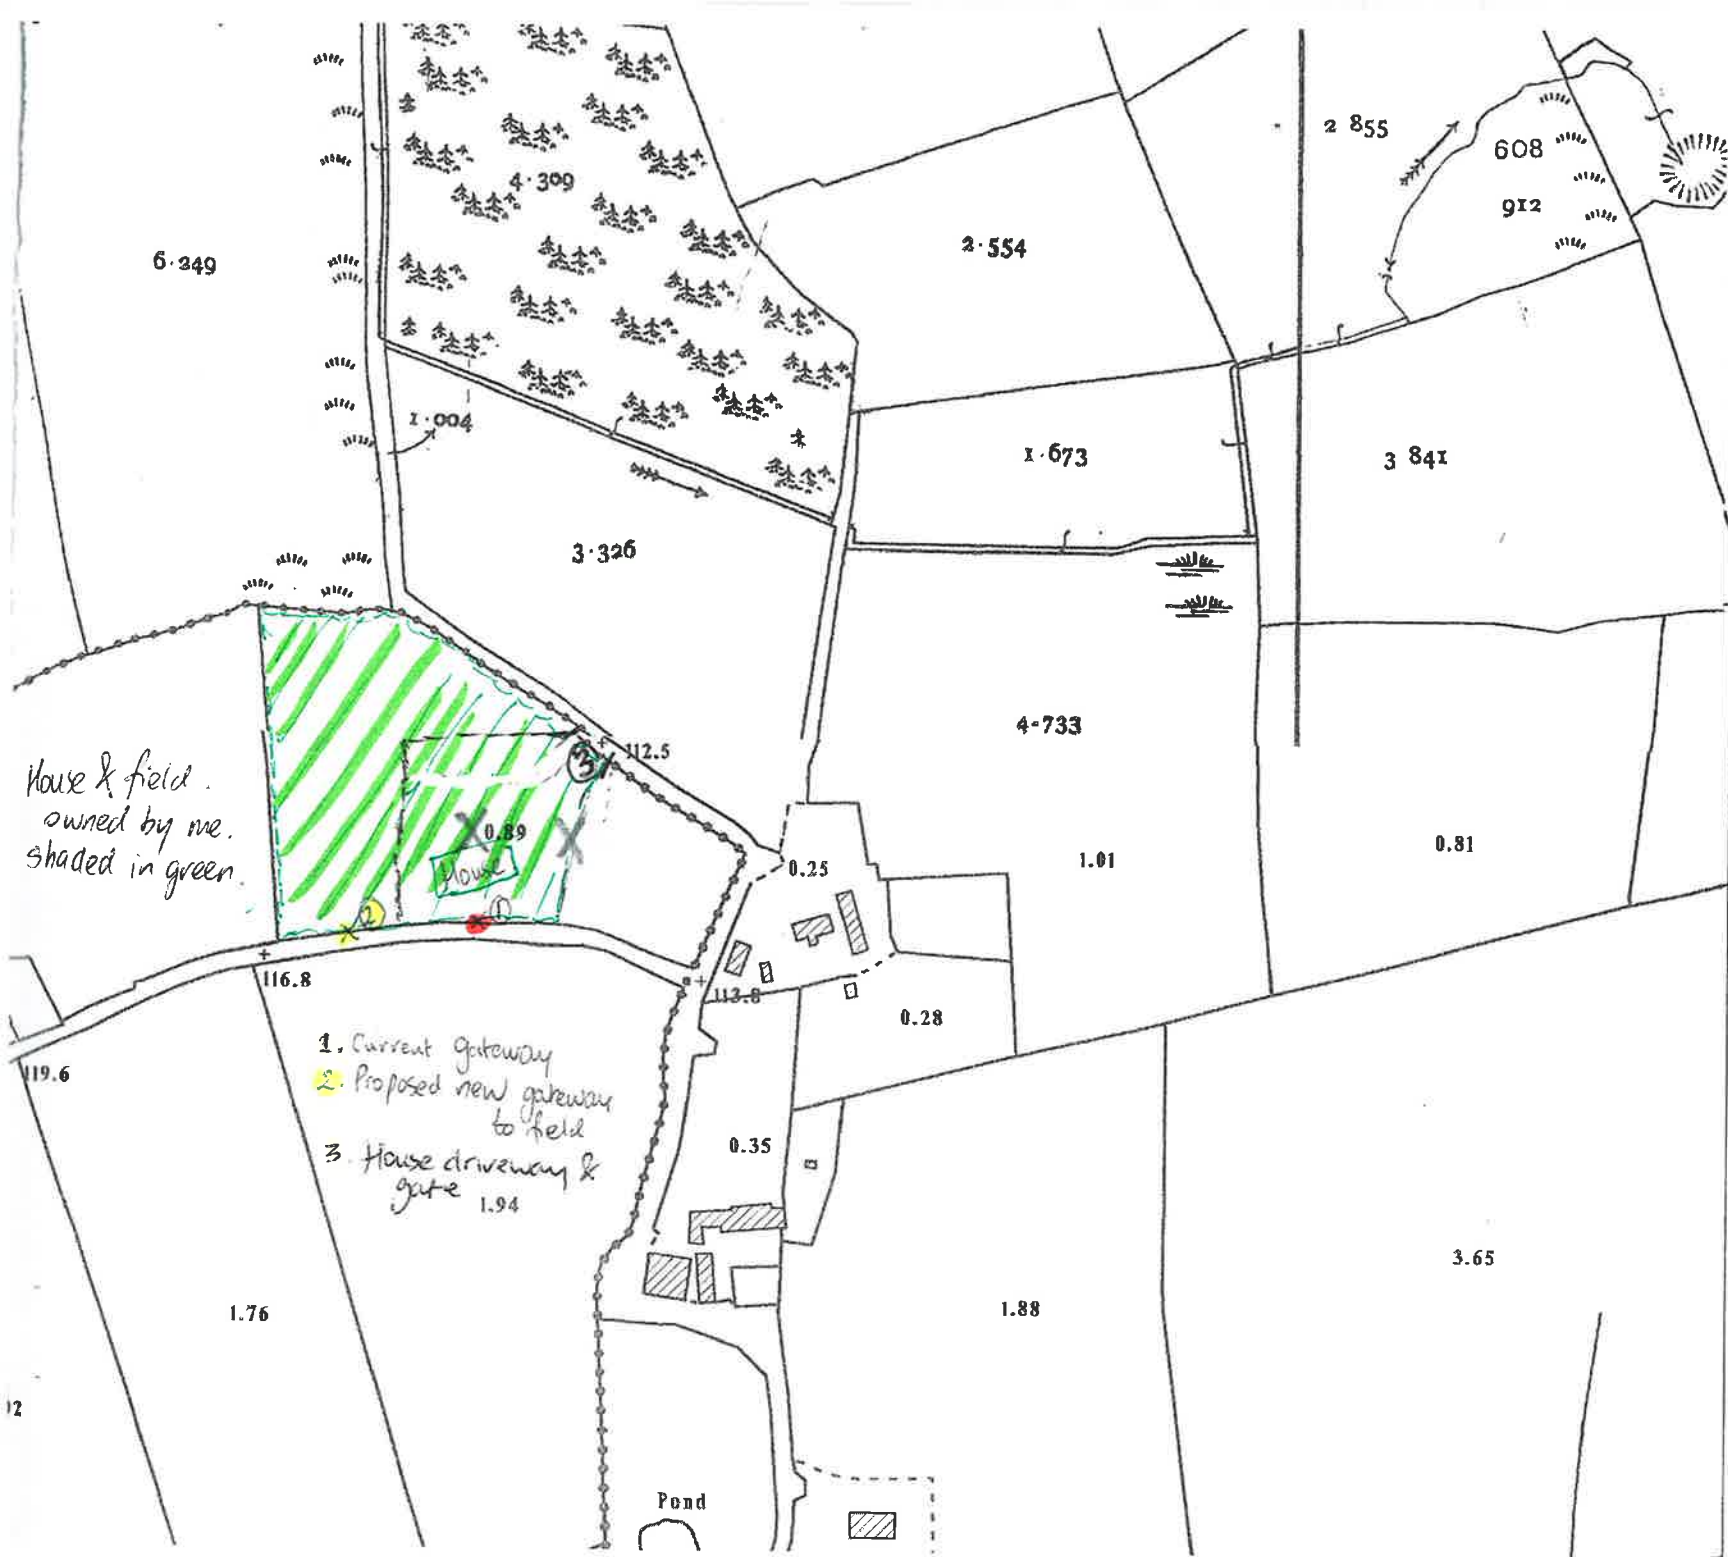 2 855
608
4·309
912
6·249
2·554
1·004
1·673
3 841
3·326
4·733
112.5
3
House & field.
owned by me.
shaded in green.
0.89
House
0.25
1.01
0.81
2
1
116.8
113.8
0.28
119.6
1. Current gateway
2. Proposed new gateway
to field
3. House driveway &
gate
1.94
0.35
3.65
1.76
1.88
Pond